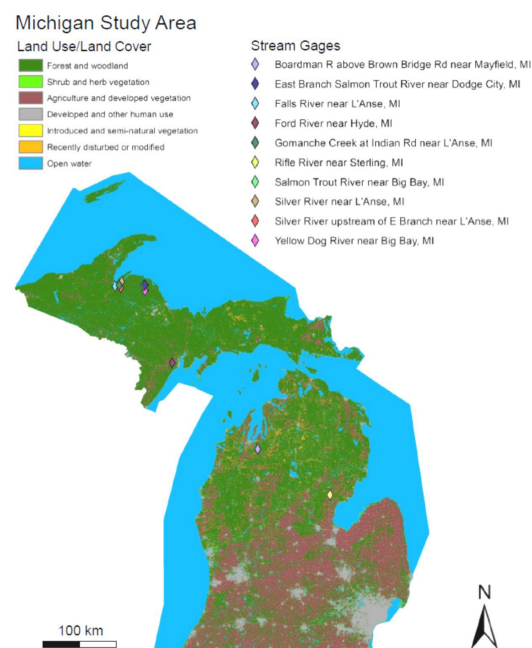 Michigan Study Area
Land Use/Land Cover
Forest and woodland
Shrub and herb vegetation
Agriculture and developed vegetation
Developed and other human use
Introduced and semi-natural vegetation
Recently disturbed or modified
Open water
Stream Gages
Boardman R above Brown Bridge Rd near Mayfield, MI
East Branch Salmon Trout River near Dodge City, MI
Falls River near L'Anse, MI
Ford River near Hyde, MI
Gomanche Creek at Indian Rd near L'Anse, MI
Rifle River near Sterling, MI
Salmon Trout River near Big Bay, MI
Silver River near L'Anse, MI
Silver River upstream of E Branch near L'Anse, MI
Yellow Dog River near Big Bay, MI
N
100 km